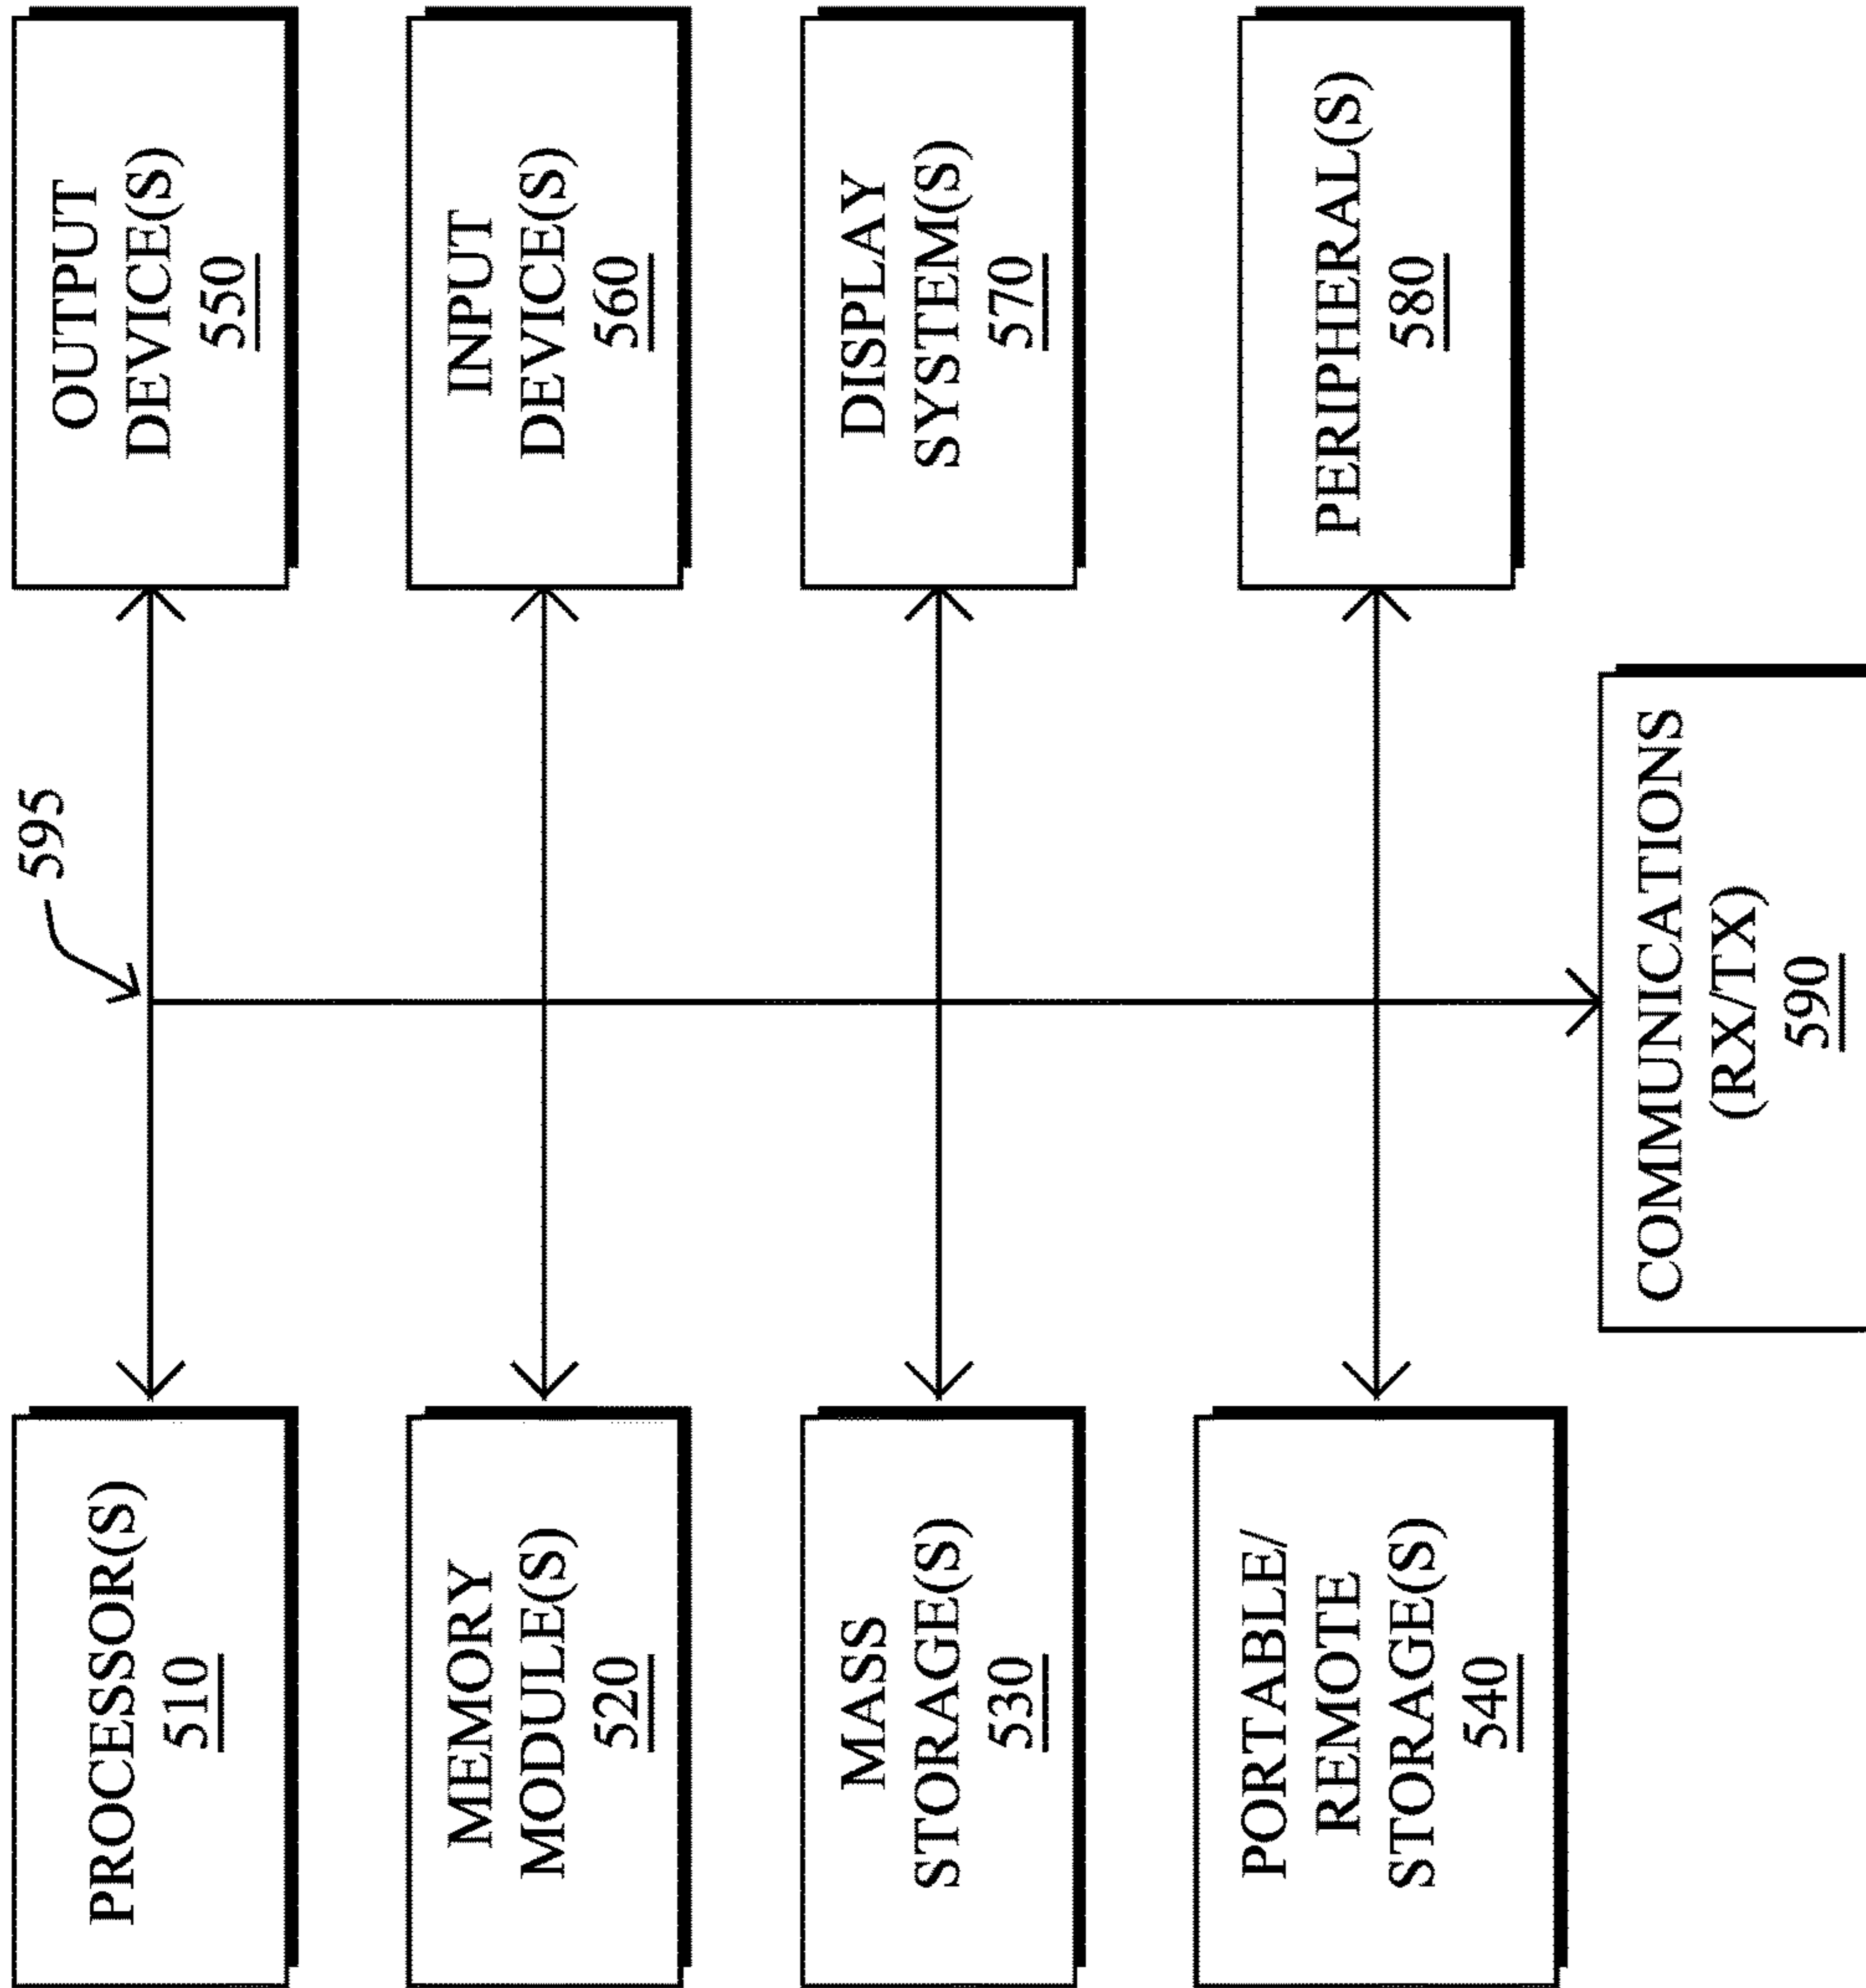 595
PROCESSOR(S)
510
OUTPUT
DEVICE(S)
550
MEMORY
MODULE(S)
520
INPUT
DEVICE(S)
560
MASS
STORAGE(S)
530
DISPLAY
SYSTEM(S)
570
PORTABLE/
REMOTE
STORAGE(S)
540
PERIPHERAL(S)
580
COMMUNICATIONS
(RX/TX)
590